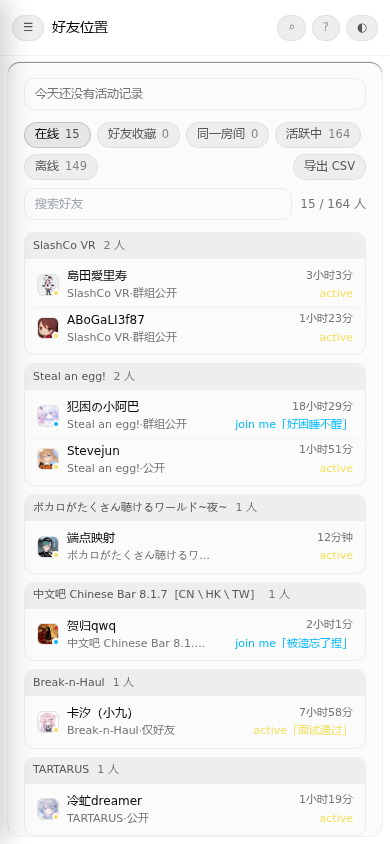 ☰ 好友位置 ⌕ ? ◐
今天还没有活动记录
在线 15 好友收藏 0 同一房间 0 活跃中 164
离线 149 导出 CSV
搜索好友 15 / 164 人
SlashCo VR 2 人
島田愛里寿 3小时3分
SlashCo VR·群组公开 active
ABoGaLI3f87 1小时23分
SlashCo VR·群组公开 active
Steal an egg! 2 人
犯困の小阿巴 18小时29分
Steal an egg!·群组公开 join me「好困睡不醒」
Stevejun 1小时51分
Steal an egg!·公开 active
ボカロがたくさん聴けるワールド~夜~ 1 人
端点映射 12分钟
ボカロがたくさん聴けるワ... active
中文吧 Chinese Bar 8.1.7［CN \ HK \ TW］ 1 人
贺归qwq 2小时1分
中文吧 Chinese Bar 8.1.... join me「被遗忘了捏」
Break-n-Haul 1 人
卡汐（小九） 7小时58分
Break-n-Haul·仅好友 active「面试通过」
TARTARUS 1 人
冷虻dreamer 1小时19分
TARTARUS·公开 active